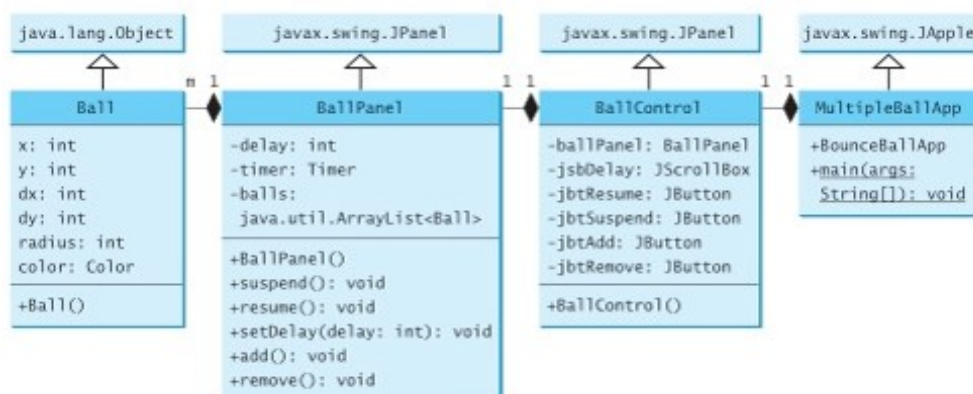 java.lang.Object
javax.swing.JPanel
javax.swing.JPanel
javax.swing.JApple
m 1
1 1
1 1
Ball
x: int
y: int
dx: int
dy: int
radius: int
color: Color
+Ball()
BallPanel
-delay: int
-timer: Timer
-balls:
java.util.ArrayList<Ball>
+BallPanel()
+suspend(): void
+resume(): void
+setDelay(delay: int): void
+add(): void
+remove(): void
BallControl
-ballPanel: BallPanel
-jsbDelay: JScrollBox
-jbtResume: JButton
-jbtSuspend: JButton
-jbtAdd: JButton
-jbtRemove: JButton
+BallControl()
MultipleBallApp
+BounceBallApp
+main(args:
String[]): void